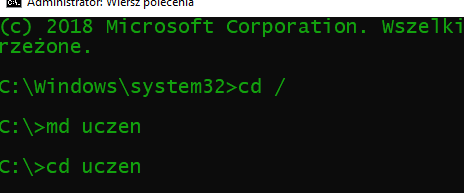 Administrator: Wiersz polecenia
(c) 2018 Microsoft Corporation. Wszelki
rzeżone.
C:\Windows\system32>cd /
C:\>md uczen
C:\>cd uczen